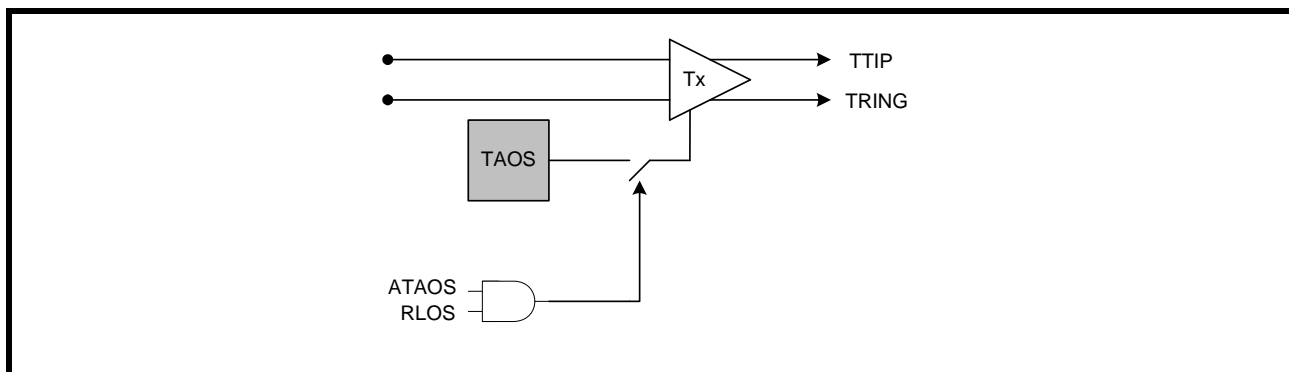 TTIP
Tx
TRING
TAOS
ATAOS
RLOS